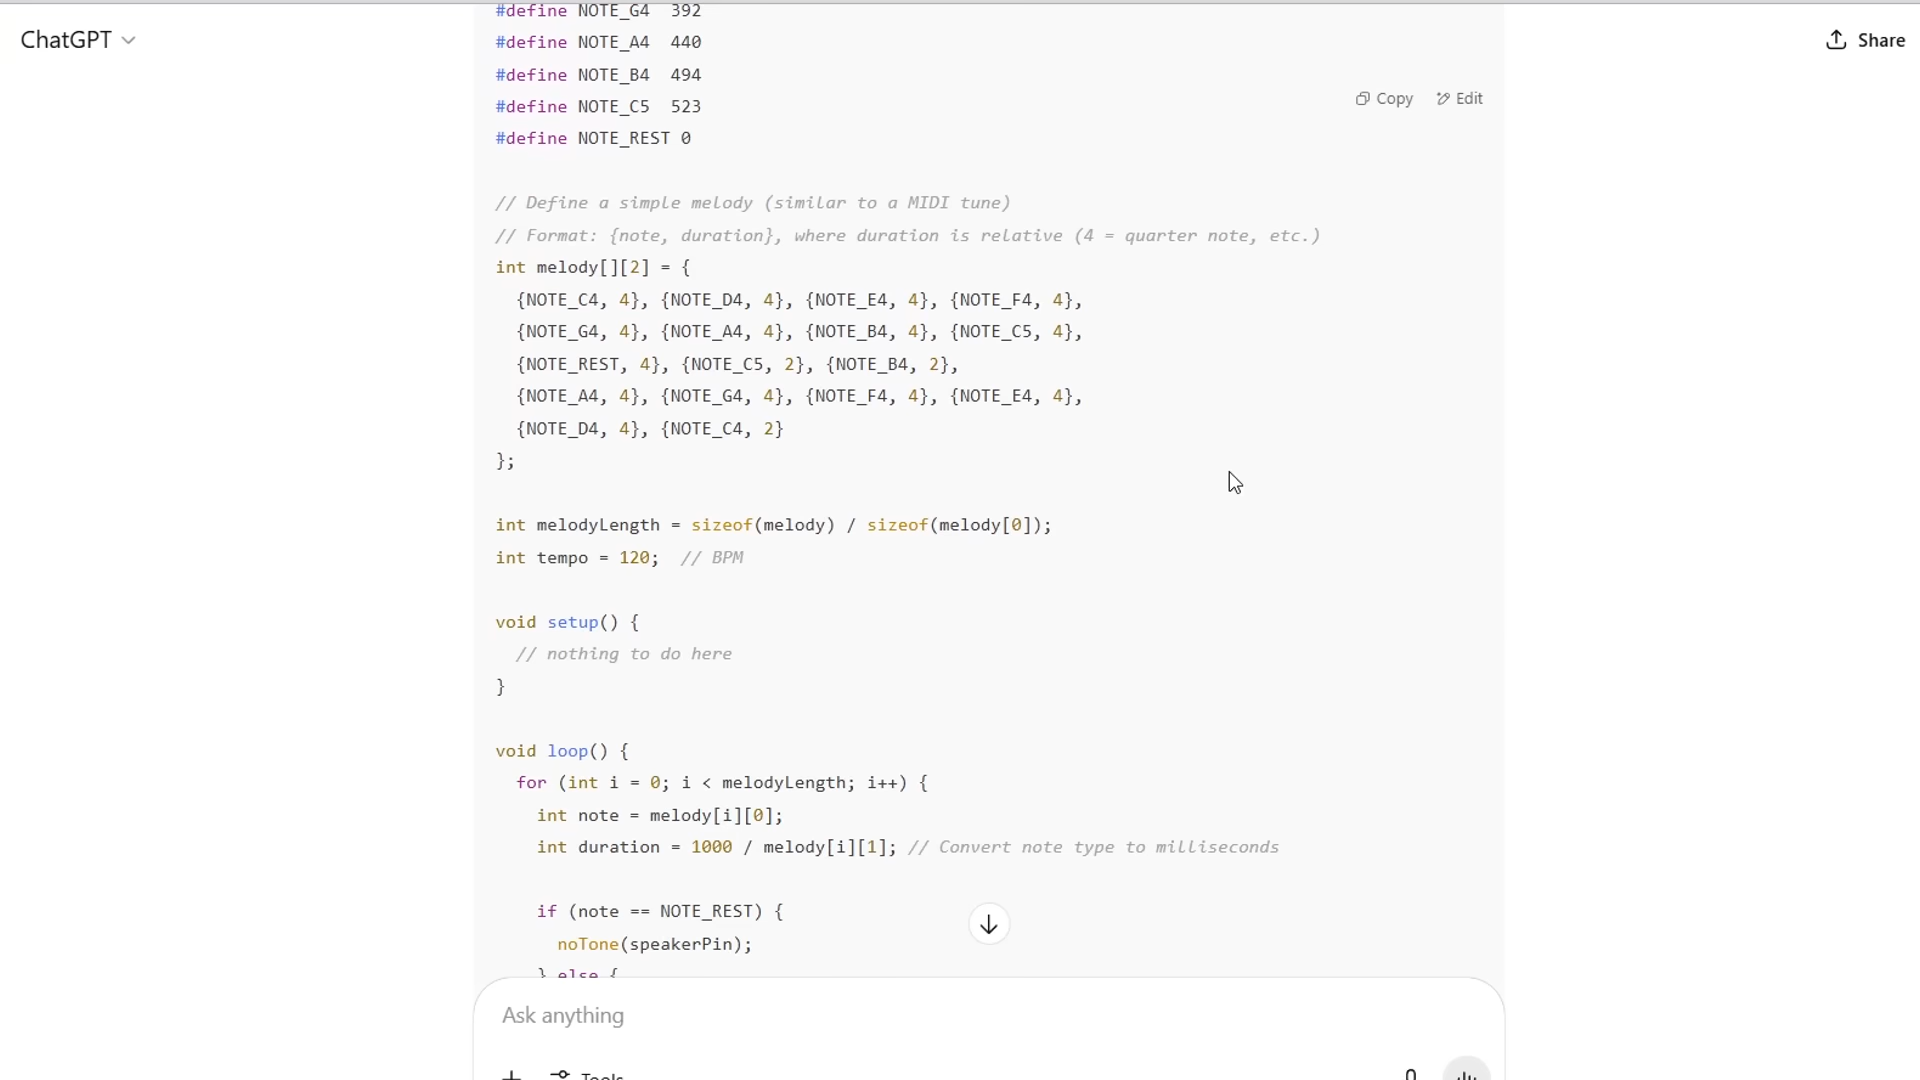 ChatGPT
Share
#define NOTE_G4  392
#define NOTE_A4  440
#define NOTE_B4  494
#define NOTE_C5  523
Copy
Edit
#define NOTE_REST 0
// Define a simple melody (similar to a MIDI tune)
// Format: {note, duration}, where duration is relative (4 = quarter note, etc.)
int melody[][2] = {
  {NOTE_C4, 4}, {NOTE_D4, 4}, {NOTE_E4, 4}, {NOTE_F4, 4},
  {NOTE_G4, 4}, {NOTE_A4, 4}, {NOTE_B4, 4}, {NOTE_C5, 4},
  {NOTE_REST, 4}, {NOTE_C5, 2}, {NOTE_B4, 2},
  {NOTE_A4, 4}, {NOTE_G4, 4}, {NOTE_F4, 4}, {NOTE_E4, 4},
  {NOTE_D4, 4}, {NOTE_C4, 2}
};
int melodyLength = sizeof(melody) / sizeof(melody[0]);
int tempo = 120;  // BPM
void setup() {
  // nothing to do here
}
void loop() {
  for (int i = 0; i < melodyLength; i++) {
    int note = melody[i][0];
    int duration = 1000 / melody[i][1]; // Convert note type to milliseconds
    if (note == NOTE_REST) {
      noTone(speakerPin);
    } else {
Ask anything
Tools